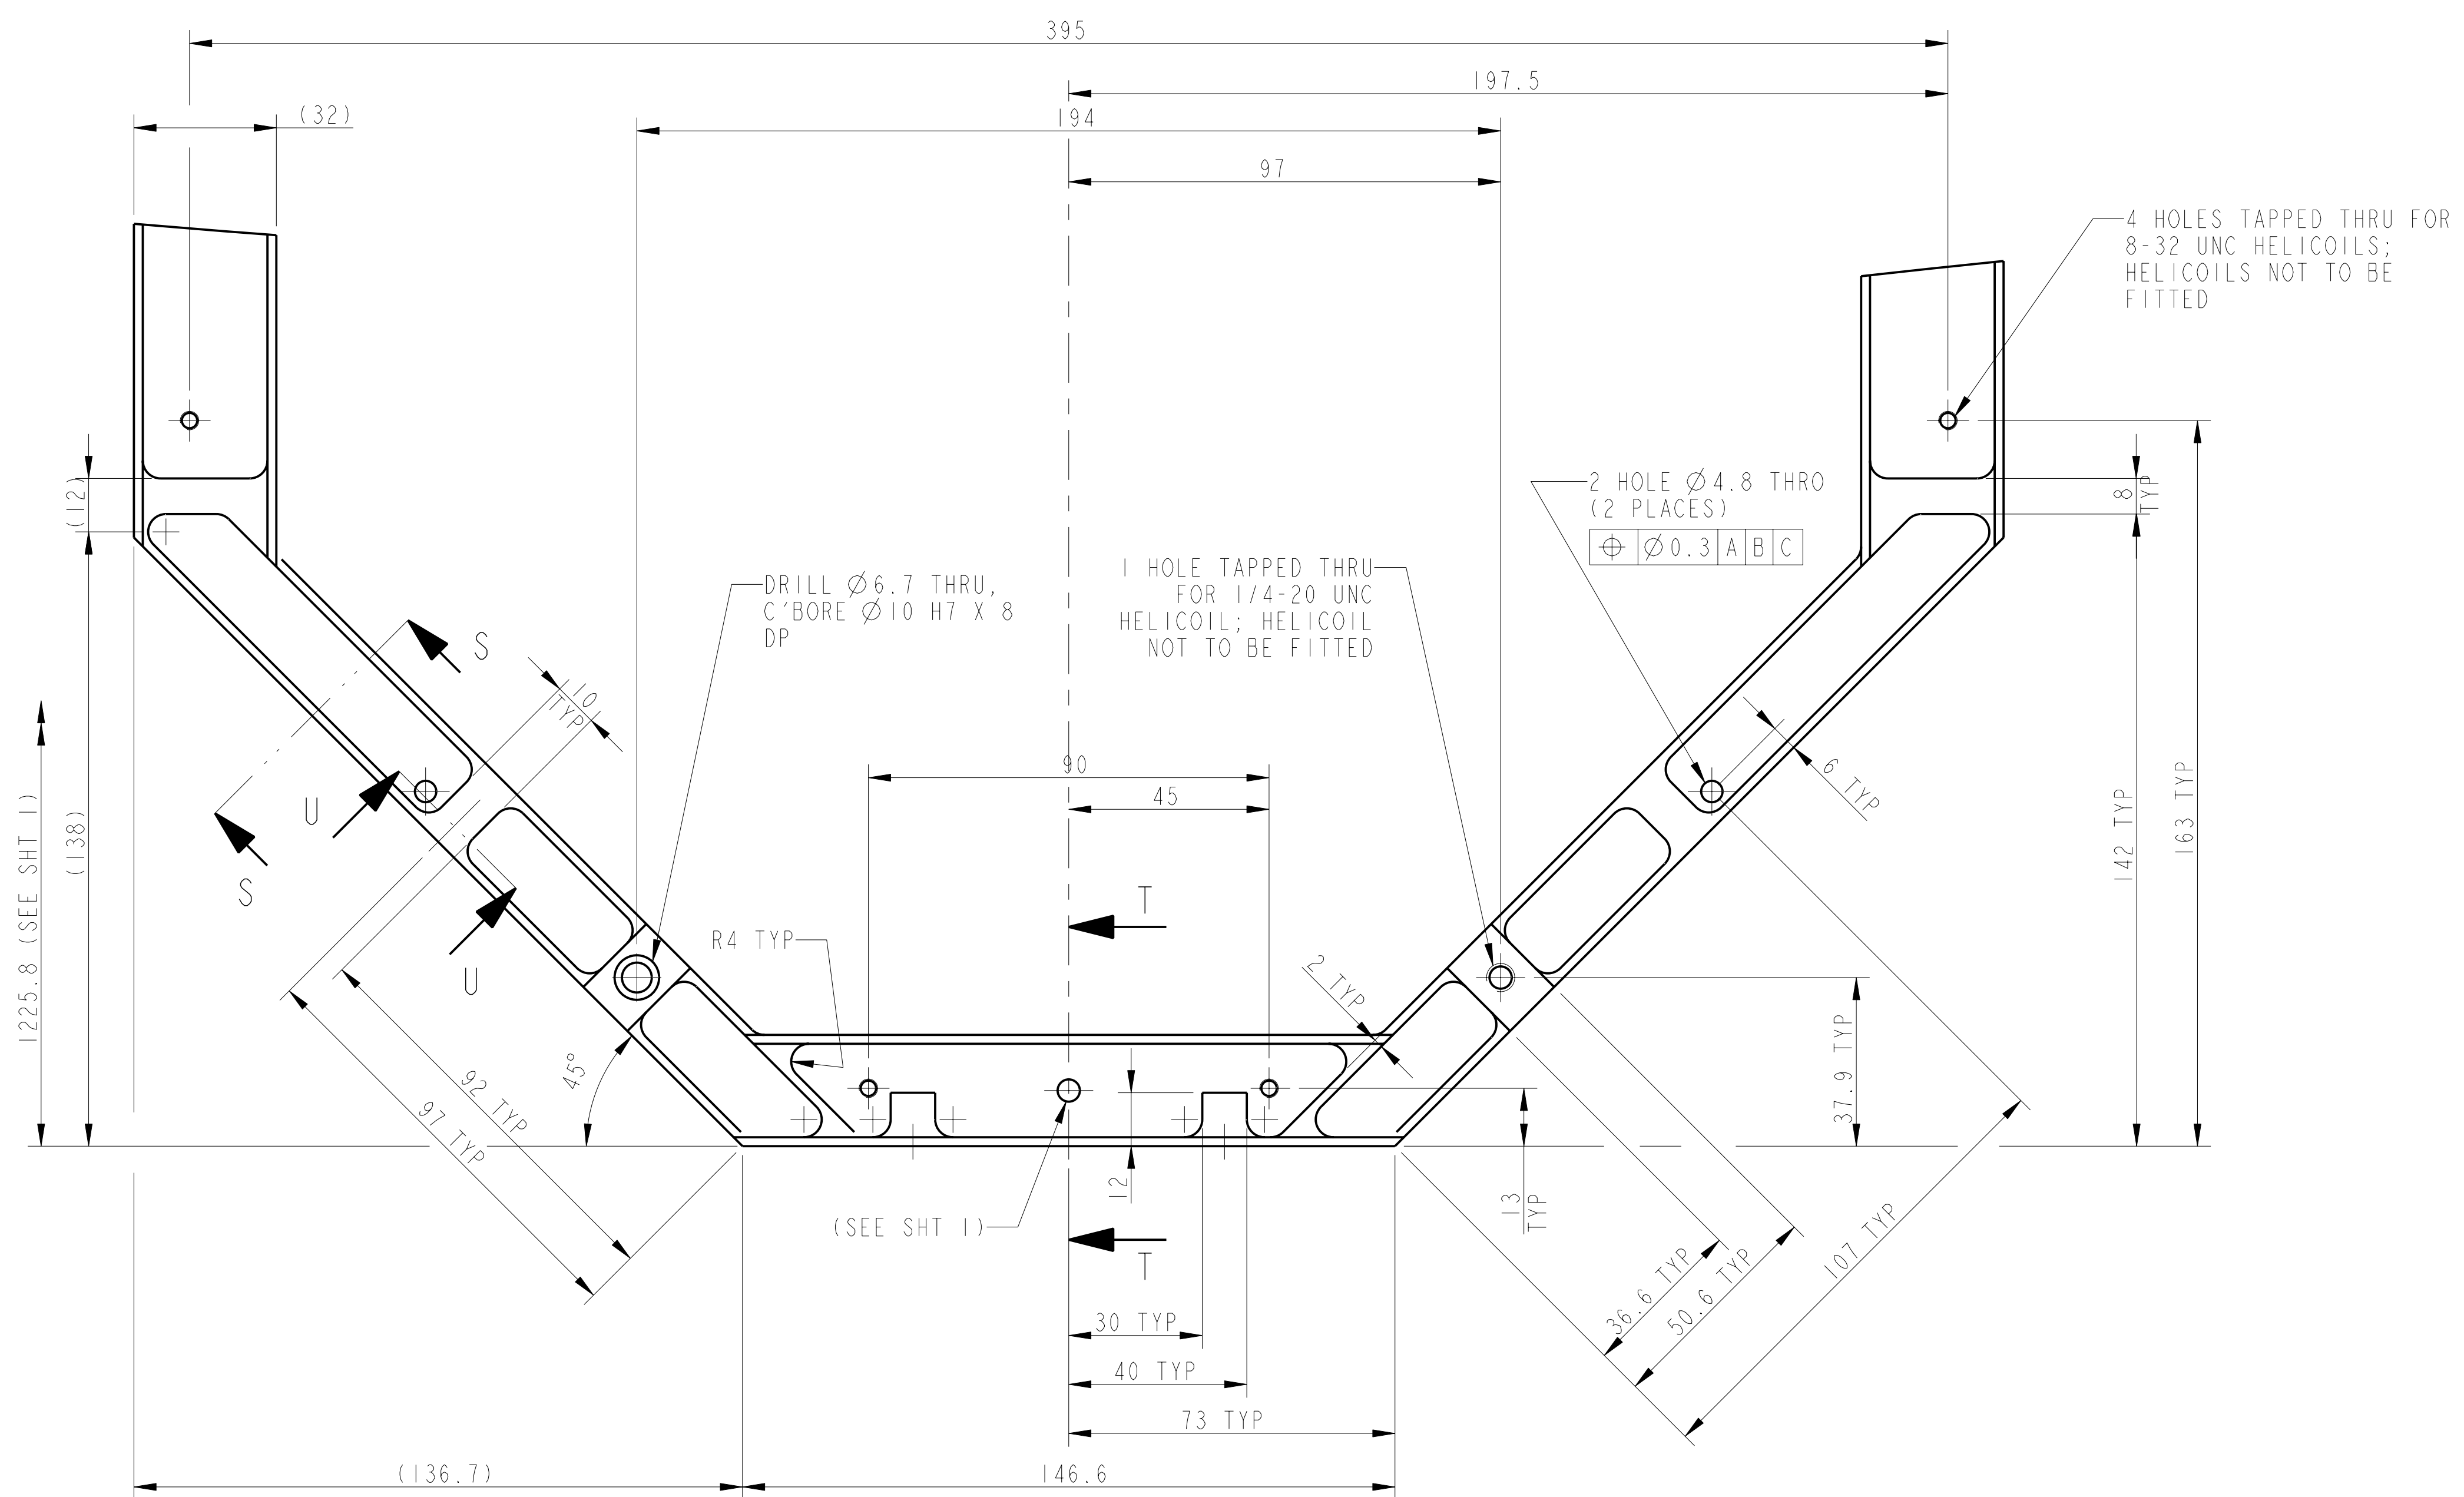 395
197.5
(32)
194
97
4 HOLES TAPPED THRU FOR
8-32 UNC HELICOILS;
HELICOILS NOT TO BE
FITTED
2 HOLE Ø4.8 THRO
(2 PLACES)
⌖ Ø0.3 A B C
(12)
8
TYP
1 HOLE TAPPED THRU
FOR 1/4-20 UNC
HELICOIL; HELICOIL
NOT TO BE FITTED
DRILL Ø6.7 THRU,
C'BORE Ø10 H7 X 8
DP
S
10
TYP
90
45
6 TYP
U
S
1225.8 (SEE SHT 1)
(138)
142 TYP
163 TYP
T
R4 TYP
U
2 TYP
45°
37.9 TYP
92 TYP
97 TYP
12
13
TYP
(SEE SHT 1)
T
107 TYP
36.6 TYP
50.6 TYP
30 TYP
40 TYP
73 TYP
(136.7)
146.6